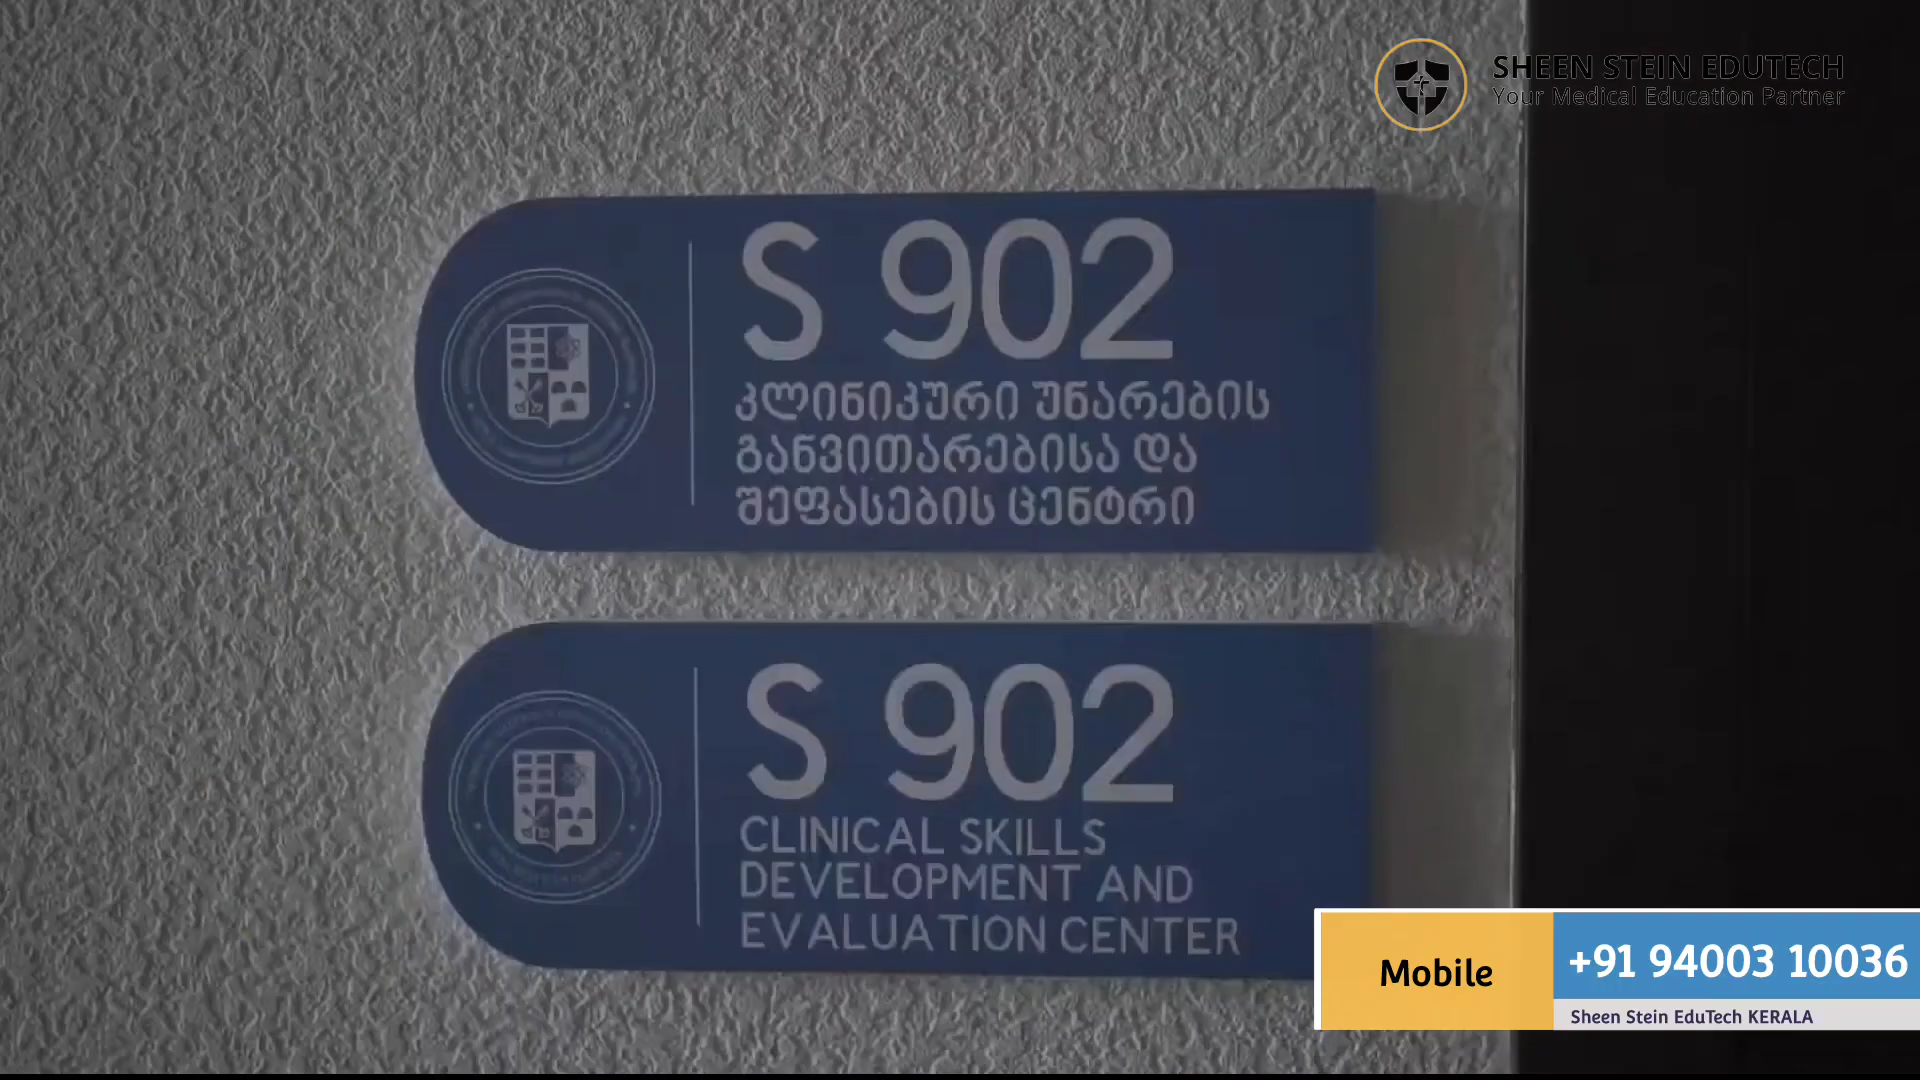 SHEEN STEIN EDUTECH
Your Medical Education Partner
S 902
ᲙᲚᲘᲜᲘᲙᲣᲠᲘ ᲣᲜᲐᲠᲔᲑᲘᲡ
ᲒᲐᲜᲕᲘᲗᲐᲠᲔᲑᲘᲡᲐ ᲓᲐ
ᲨᲔᲤᲐᲡᲔᲑᲘᲡ ᲪᲔᲜᲢᲠᲘ
S 902
CLINICAL SKILLS
DEVELOPMENT AND
EVALUATION CENTER
Mobile
+91 94003 10036
Sheen Stein EduTech KERALA